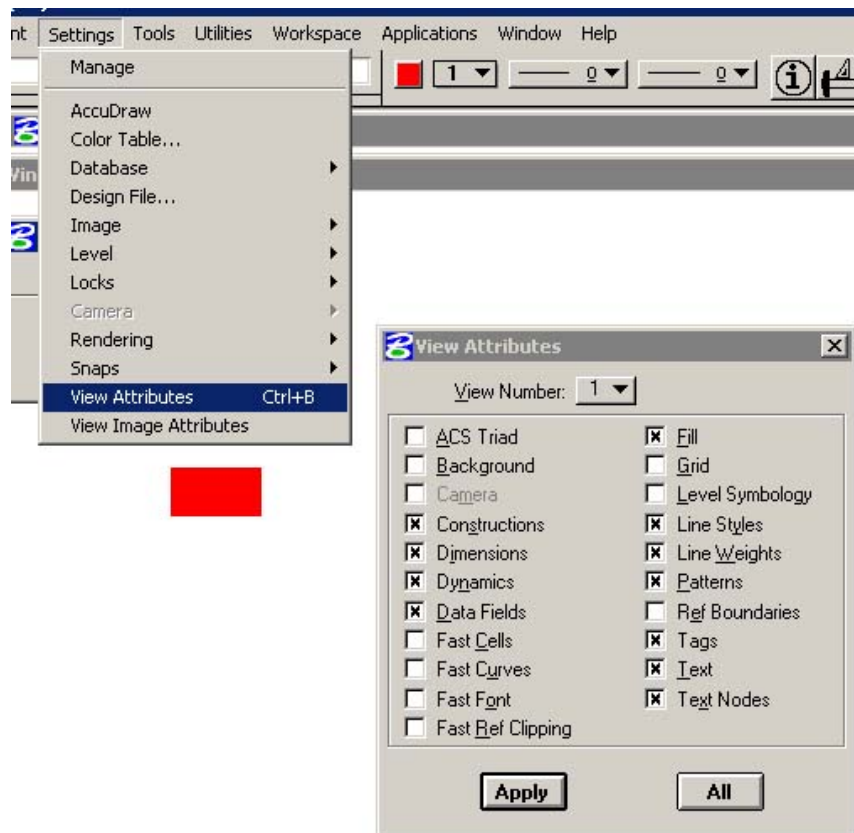 nt Settings Tools Utilities Workspace Applications Window Help
1 0 0
Manage
AccuDraw
Color Table...
Database
Design File...
Image
Level
Locks
Camera
Rendering
Snaps
View Attributes Ctrl+B
View Image Attributes
Vin
View Attributes
View Number: 1
ACS Triad
Background
Camera
Constructions
Dimensions
Dynamics
Data Fields
Fast Cells
Fast Curves
Fast Font
Fast Ref Clipping
Fill
Grid
Level Symbology
Line Styles
Line Weights
Patterns
Ref Boundaries
Tags
Text
Text Nodes
Apply All